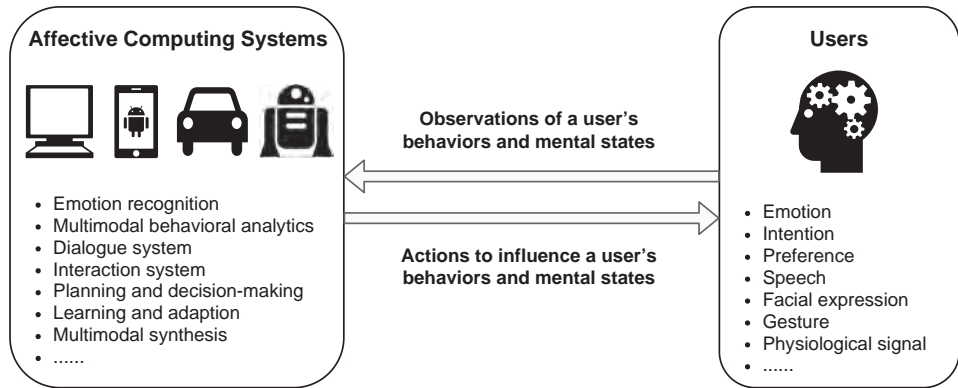 Affective Computing Systems
Users
Observations of a user's
behaviors and mental states
Actions to influence a user's
behaviors and mental states
• Emotion recognition
• Multimodal behavioral analytics
• Dialogue system
• Interaction system
• Planning and decision-making
• Learning and adaption
• Multimodal synthesis
• ......
• Emotion
• Intention
• Preference
• Speech
• Facial expression
• Gesture
• Physiological signal
• ......